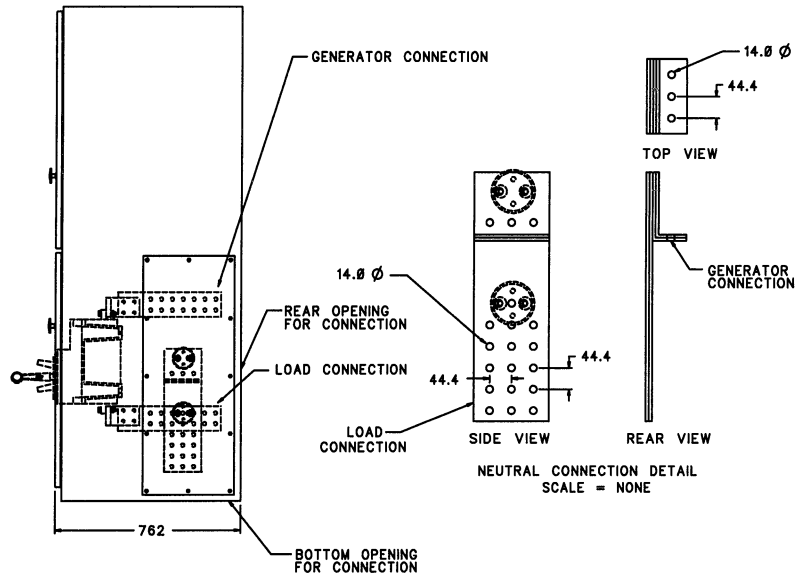 GENERATOR CONNECTION
14.0 Ø
44.4
TOP VIEW
14.0 Ø
GENERATOR
CONNECTION
REAR OPENING
FOR CONNECTION
LOAD CONNECTION
44.4
44.4
LOAD
CONNECTION
SIDE VIEW
REAR VIEW
NEUTRAL CONNECTION DETAIL
SCALE = NONE
762
BOTTOM OPENING
FOR CONNECTION